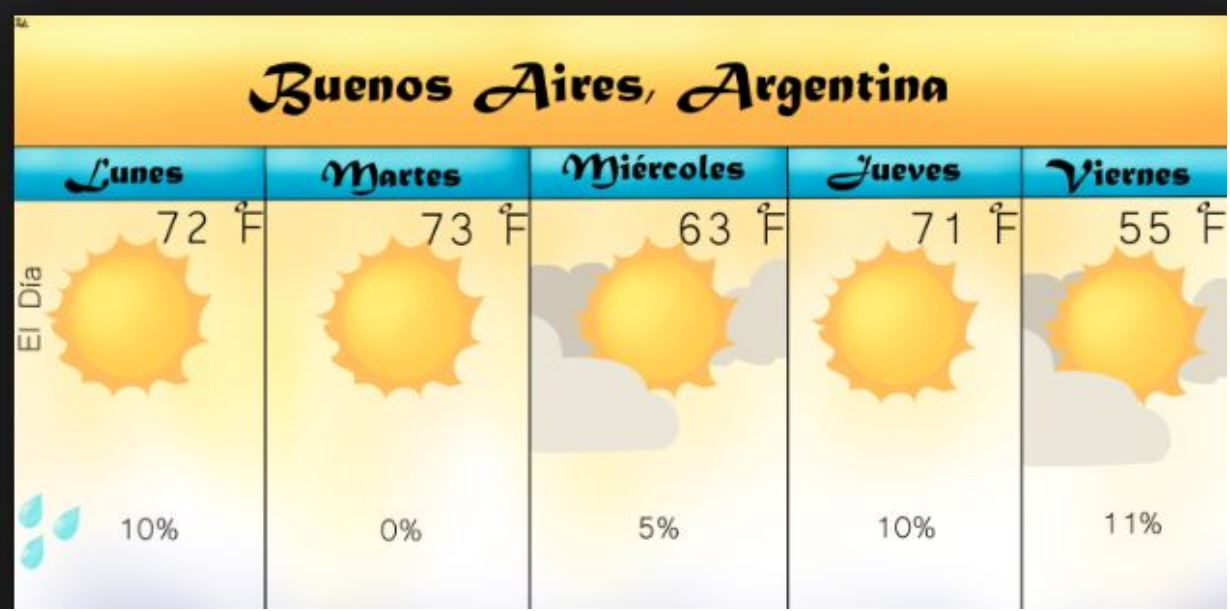 Buenos Aires, Argentina
Lunes Martes Miércoles Jueves Viernes
72 °F 73 °F 63 °F 71 °F 55 °F
El Día
10% 0% 5% 10% 11%